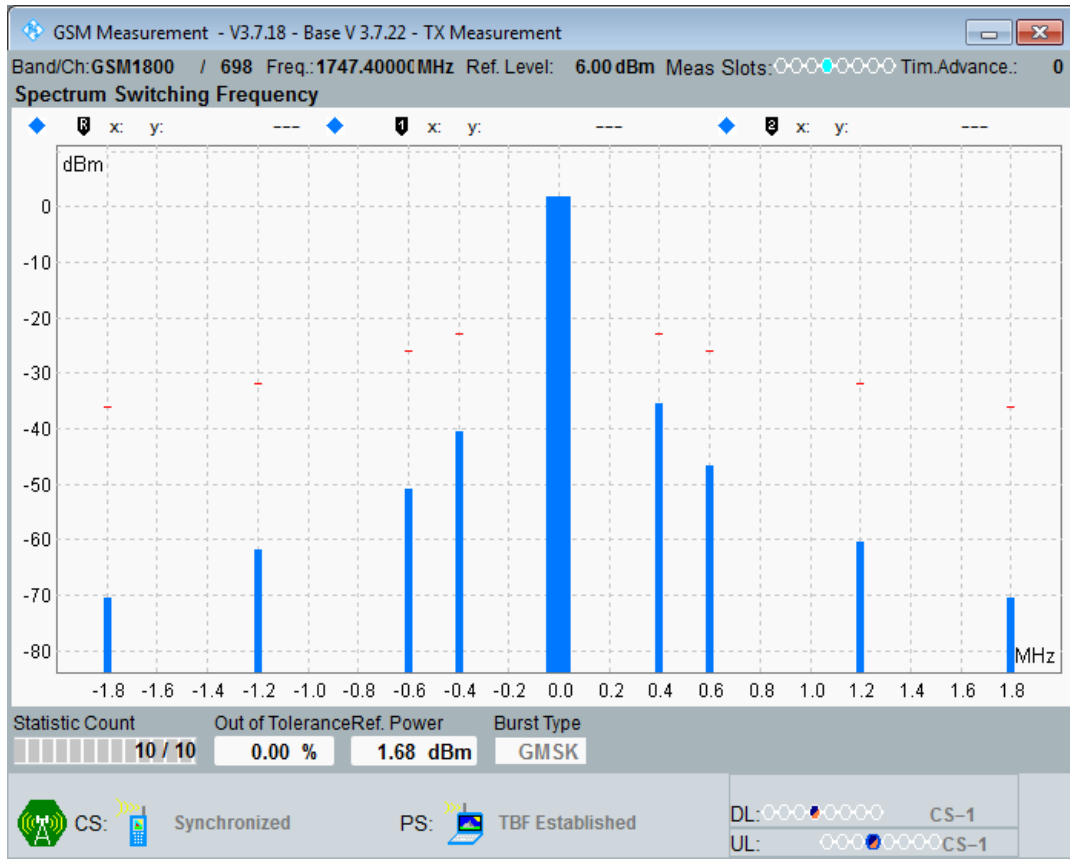 GSM Measurement - V3.7.18 - Base V 3.7.22 - TX Measurement
Band/Ch:GSM1800 / 698 Freq.:1747.40000MHz Ref. Level: 6.00 dBm Meas Slots: Tim.Advance.: 0
Spectrum Switching Frequency
R x: y: --- 1 x: y: --- 2 x: y: ---
dBm
0
-10
-20
-30
-40
-50
-60
-70
-80
MHz
-1.8 -1.6 -1.4 -1.2 -1.0 -0.8 -0.6 -0.4 -0.2 0.0 0.2 0.4 0.6 0.8 1.0 1.2 1.4 1.6 1.8
Statistic Count Out of Tolerance Ref. Power Burst Type
10 / 10 0.00 % 1.68 dBm GMSK
CS: Synchronized PS: TBF Established DL: CS–1
UL: CS–1